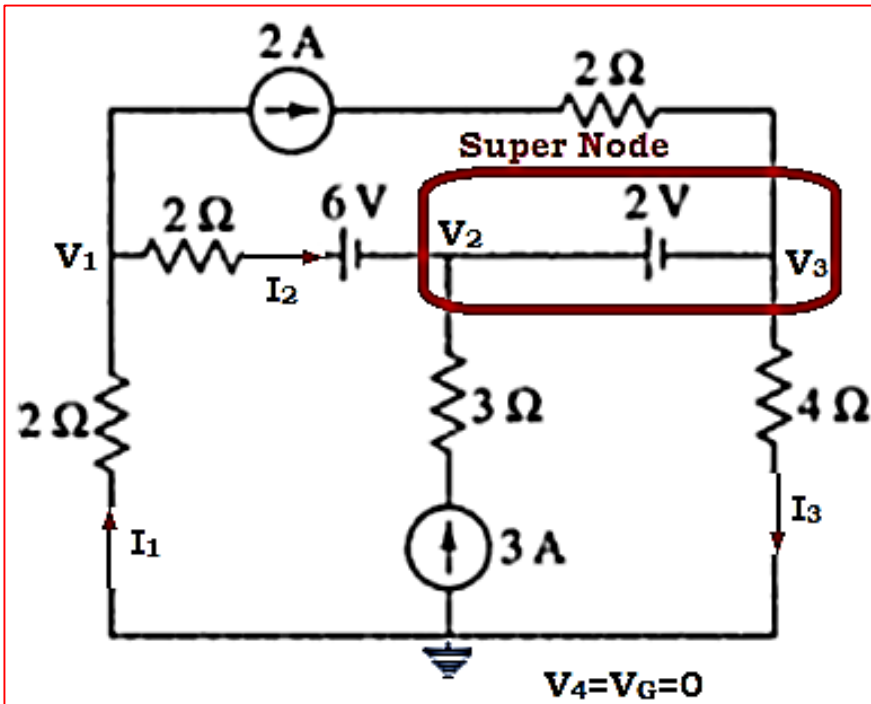 2 A
2 Ω
Super Node
2 Ω
6 V
2 V
V₁
V₂
V₃
I₂
2 Ω
3 Ω
4 Ω
I₁
3 A
I₃
V₄=V_G=0